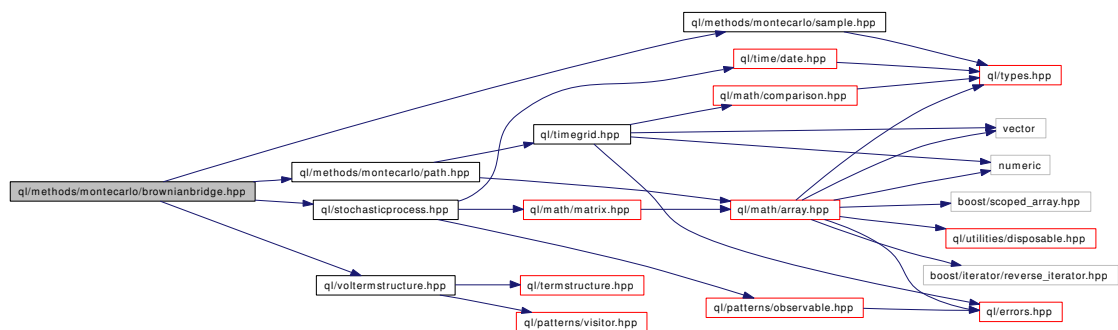 ql/methods/montecarlo/sample.hpp
ql/time/date.hpp
ql/types.hpp
ql/math/comparison.hpp
ql/timegrid.hpp
vector
numeric
ql/methods/montecarlo/path.hpp
ql/methods/montecarlo/brownianbridge.hpp
ql/stochasticprocess.hpp
ql/math/matrix.hpp
ql/math/array.hpp
boost/scoped_array.hpp
ql/utilities/disposable.hpp
boost/iterator/reverse_iterator.hpp
ql/voltermstructure.hpp
ql/termstructure.hpp
ql/patterns/observable.hpp
ql/errors.hpp
ql/patterns/visitor.hpp